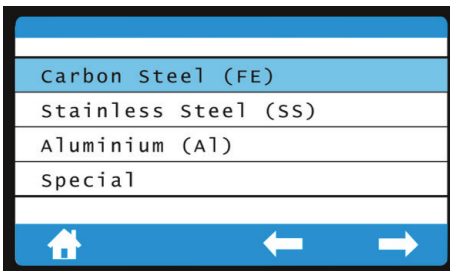 Carbon Steel (FE)
Stainless Steel (SS)
Aluminium (Al)
Special